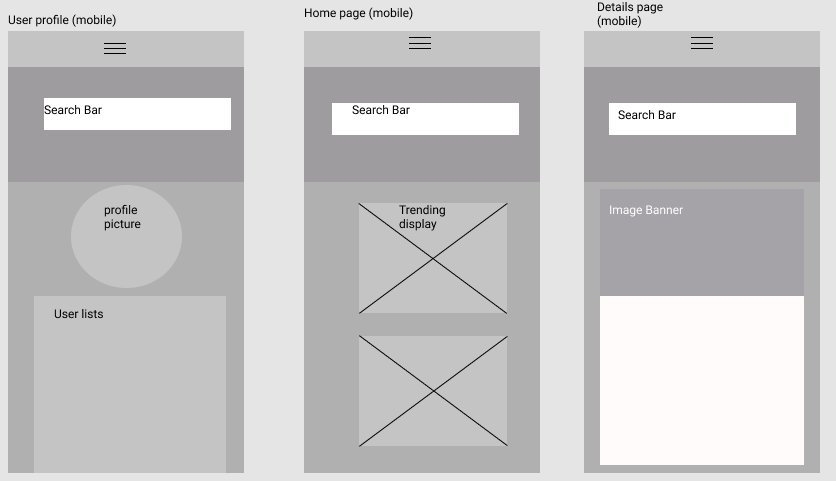 User profile (mobile)
Search Bar
profile
picture
User lists
Home page (mobile)
Search Bar
Trending
display
Details page
(mobile)
Search Bar
Image Banner